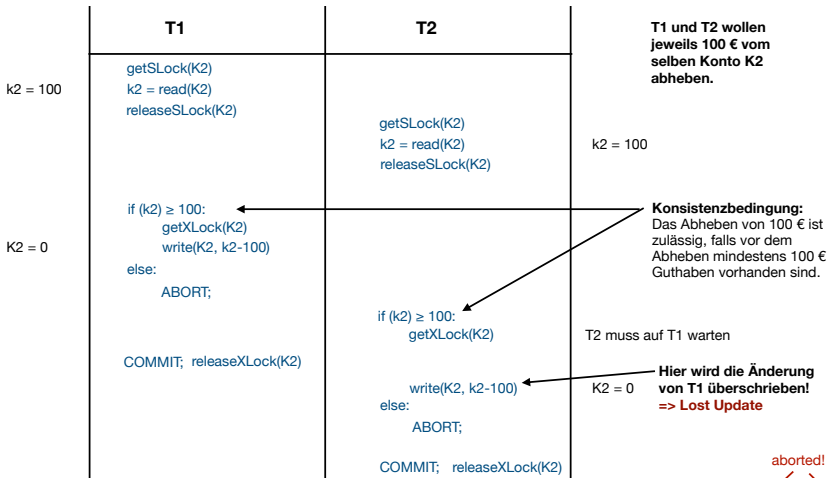 T1
T2
T1 und T2 wollen
jeweils 100 € vom
selben Konto K2
abheben.
getSLock(K2)
k2 = 100
k2 = read(K2)
releaseSLock(K2)
getSLock(K2)
k2 = read(K2)
k2 = 100
releaseSLock(K2)
if (k2) ≥ 100:
getXLock(K2)
K2 = 0
write(K2, k2-100)
else:
ABORT;
Konsistenzbedingung:
Das Abheben von 100 € ist
zulässig, falls vor dem
Abheben mindestens 100 €
Guthaben vorhanden sind.
if (k2) ≥ 100:
getXLock(K2)
T2 muss auf T1 warten
COMMIT; releaseXLock(K2)
write(K2, k2-100)
K2 = 0
Hier wird die Änderung
von T1 überschrieben!
=> Lost Update
else:
ABORT;
COMMIT; releaseXLock(K2)
aborted!